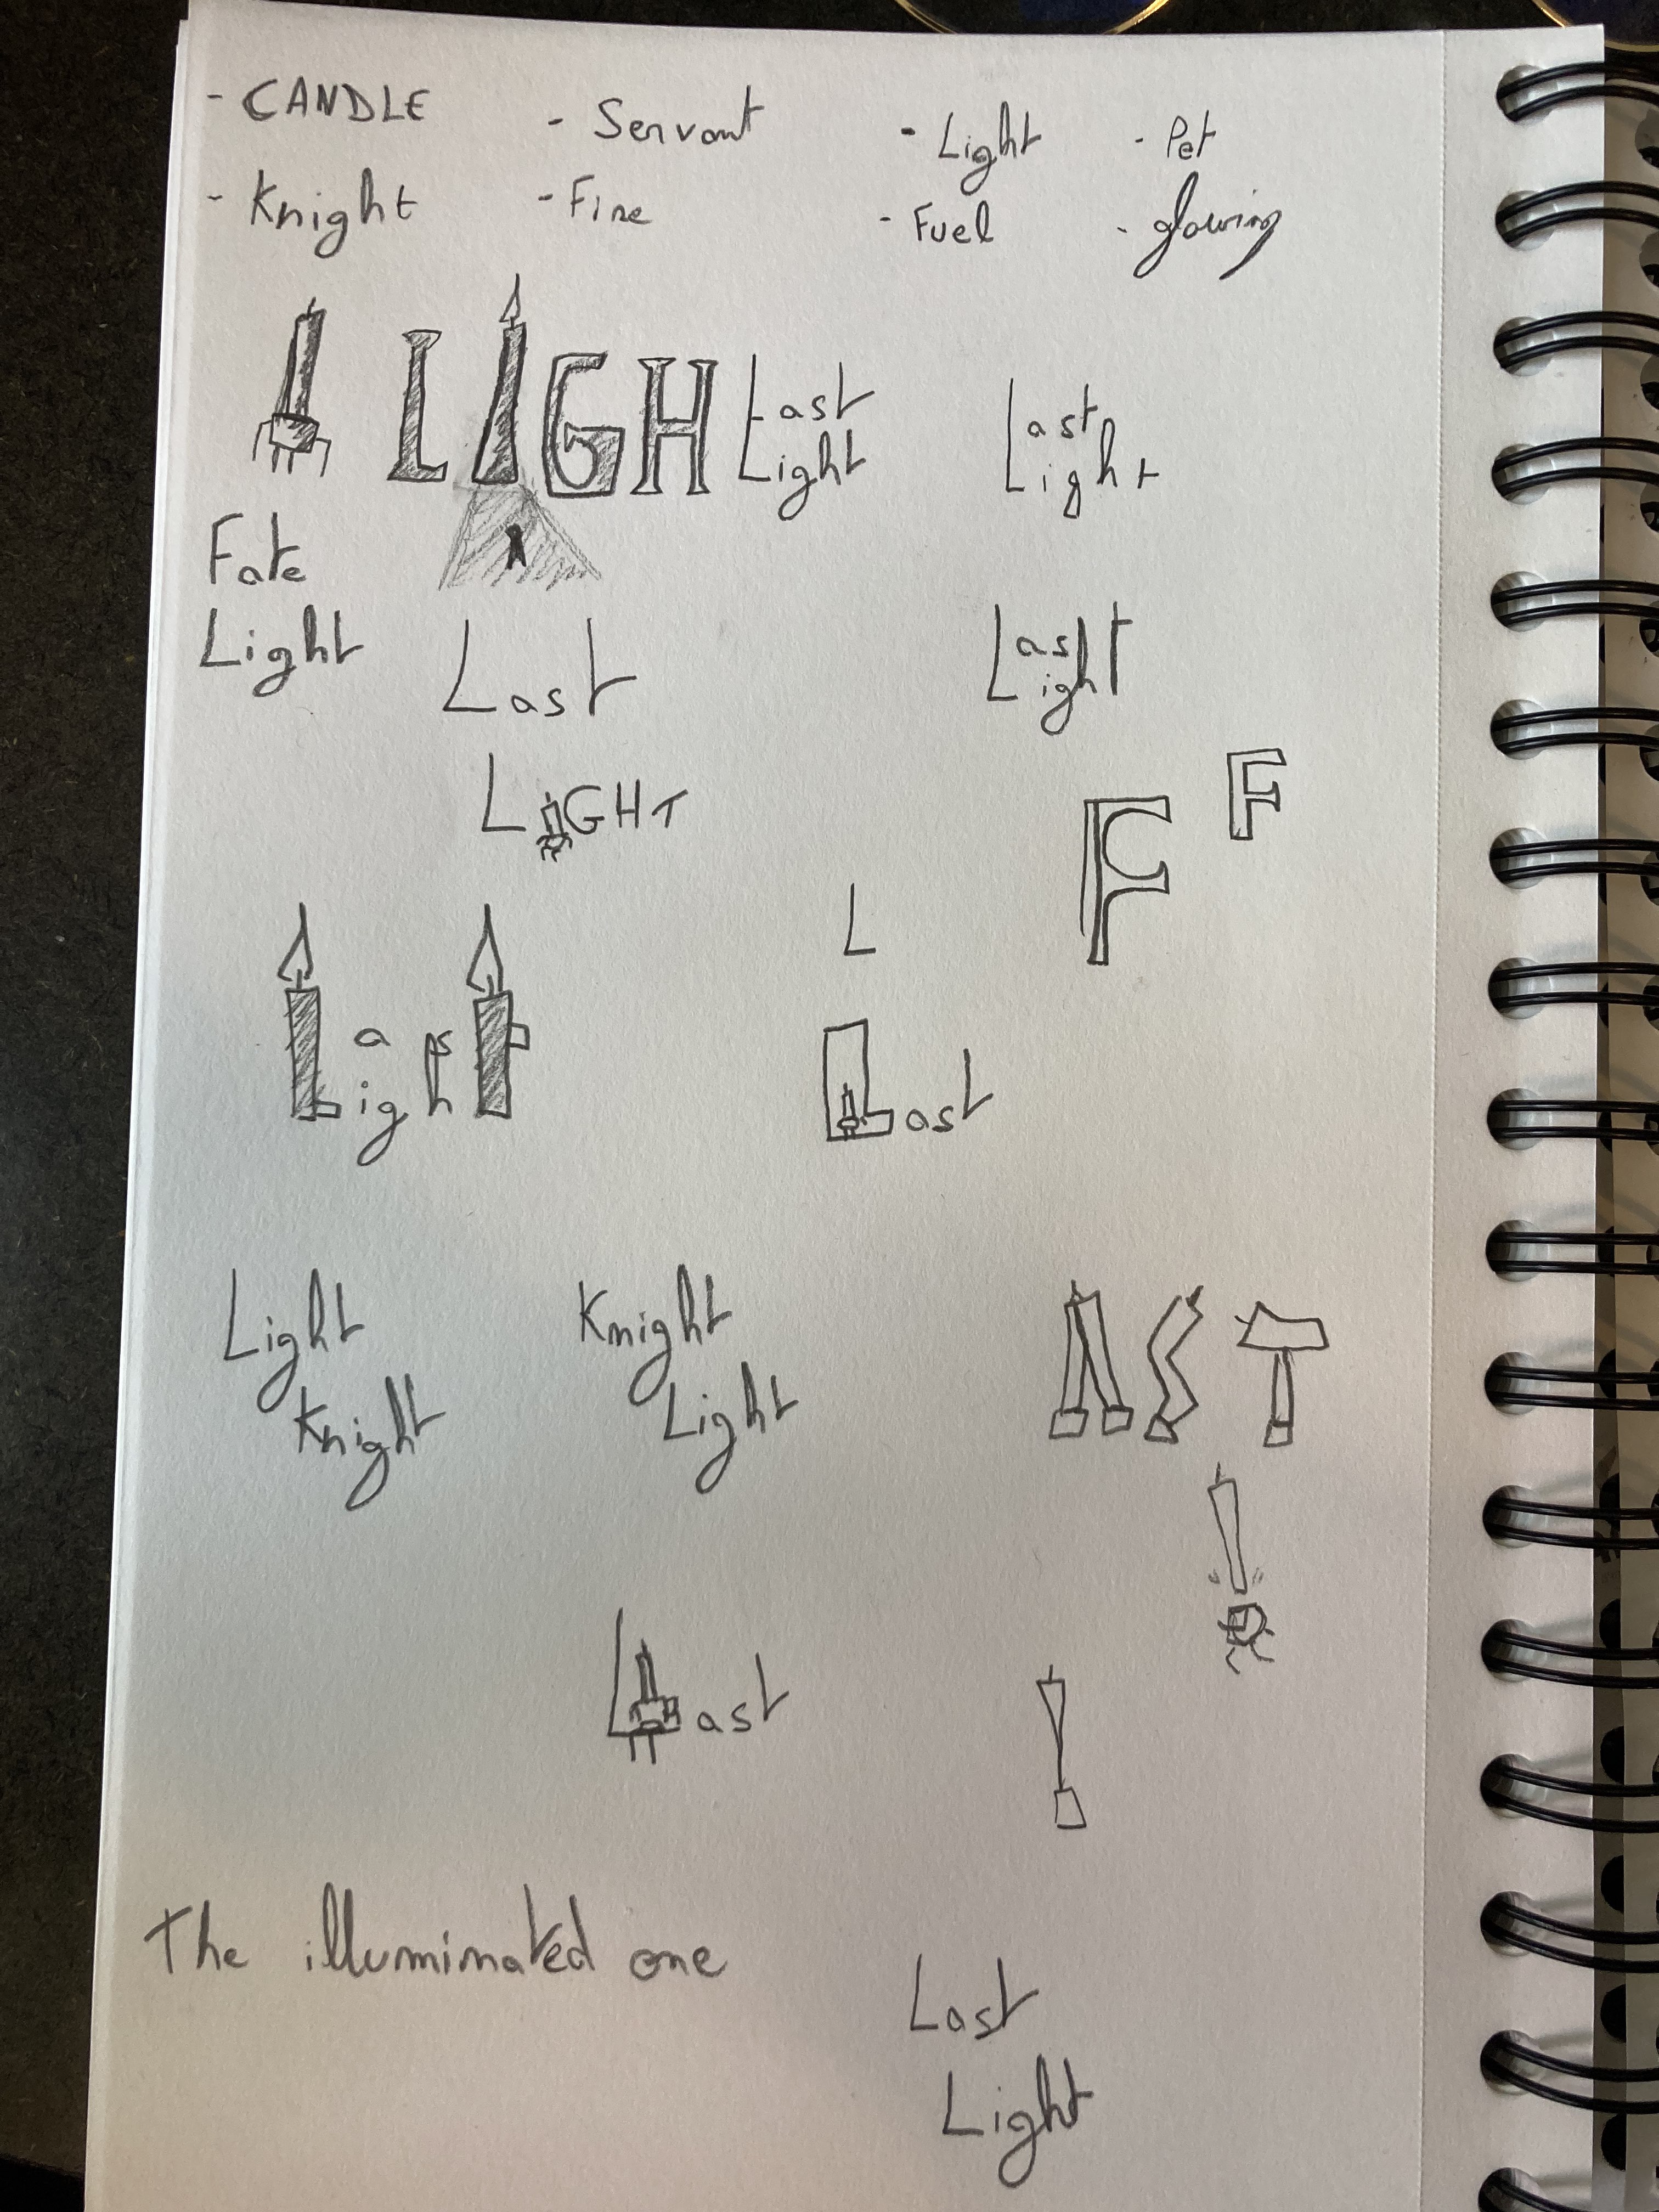 - CANDLE - Servant - Light - Pet
- Knight - Fire - Fuel - glowing
LIGH
Last
Light
Last
Light
Fate
Light
Last
LIGHT
Last
Light
F F
L
Last
Light
Last
Light
Knight
Knight
Light
AST
Last
The illuminated one
Last
Light